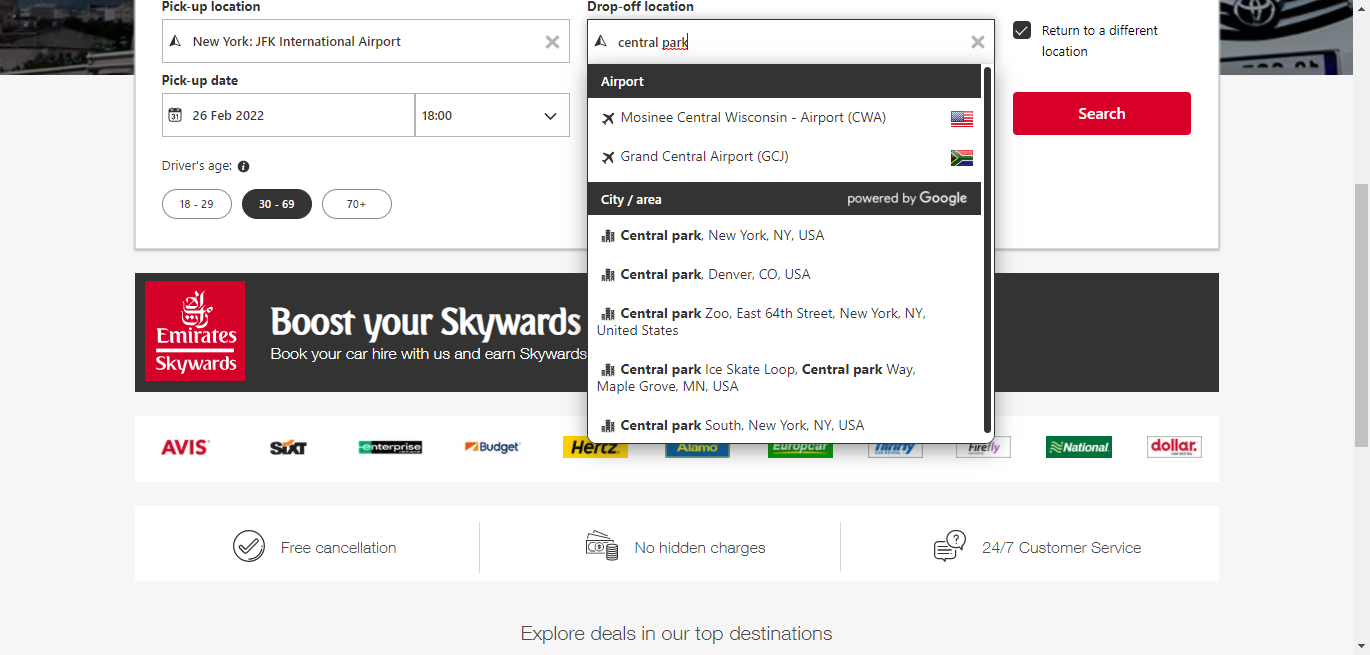 Pick-up location
Drop-off location
New York: JFK International Airport
central park
Return to a different
location
Pick-up date
26 Feb 2022
18:00
Search
Airport
Mosinee Central Wisconsin - Airport (CWA)
Grand Central Airport (GCJ)
City / area
powered by Google
Central park, New York, NY, USA
Central park, Denver, CO, USA
Central park Zoo, East 64th Street, New York, NY,
United States
Central park Ice Skate Loop, Central park Way,
Maple Grove, MN, USA
Central park South, New York, NY, USA
Driver's age:
18 - 29
30 - 69
70+
Emirates
Skywards
Boost your Skywards
Book your car hire with us and earn Skywards
AVIS
SIXT
enterprise
Budget
Hertz
Alamo
Europcar
thrifty
Firefly
National
dollar.
Free cancellation
No hidden charges
24/7 Customer Service
Explore deals in our top destinations